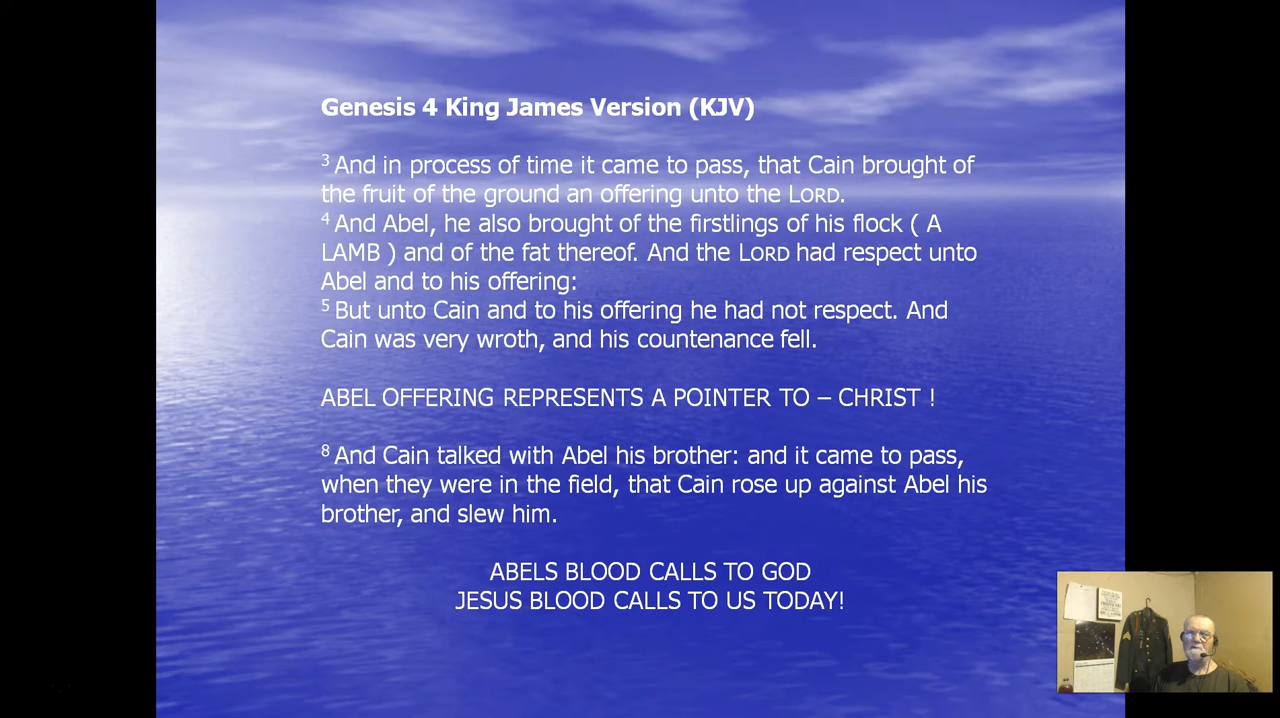 Genesis 4 King James Version (KJV)
3 And in process of time it came to pass, that Cain brought of
the fruit of the ground an offering unto the LORD.
4 And Abel, he also brought of the firstlings of his flock ( A
LAMB ) and of the fat thereof. And the LORD had respect unto
Abel and to his offering:
5 But unto Cain and to his offering he had not respect. And
Cain was very wroth, and his countenance fell.
ABEL OFFERING REPRESENTS A POINTER TO – CHRIST !
8 And Cain talked with Abel his brother: and it came to pass,
when they were in the field, that Cain rose up against Abel his
brother, and slew him.
ABELS BLOOD CALLS TO GOD
JESUS BLOOD CALLS TO US TODAY!